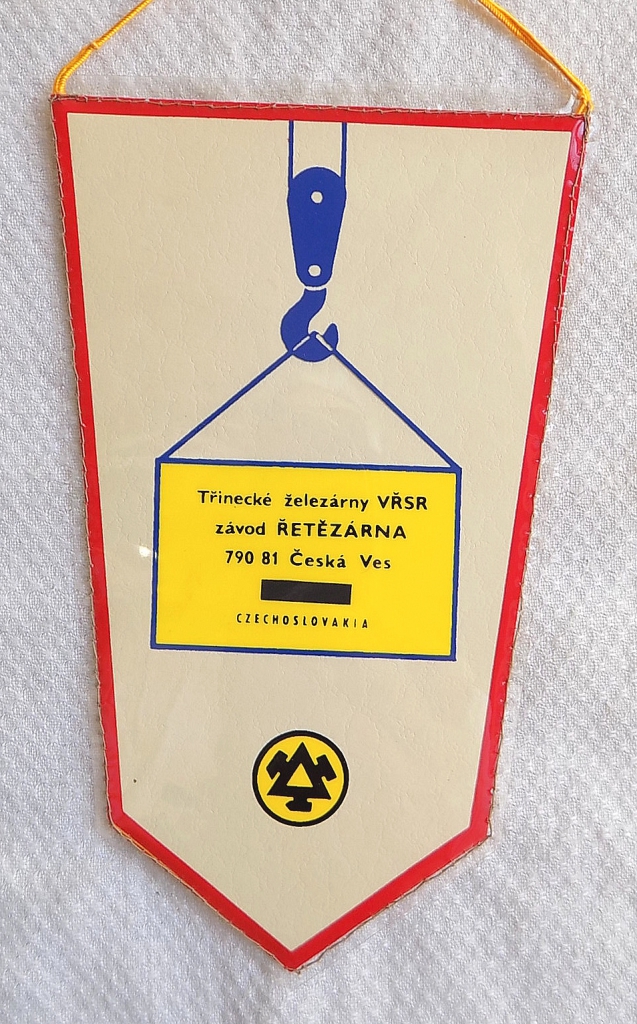 Třinecké železárny VŘSR
závod ŘETĚZÁRNA
790 81 Česká Ves
CZECHOSLOVAKIA